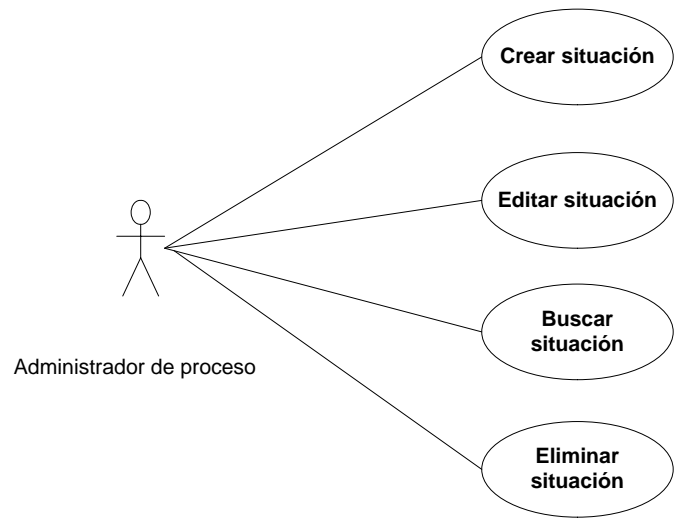 Crear situación
Editar situación
Buscar
situación
Administrador de proceso
Eliminar
situación